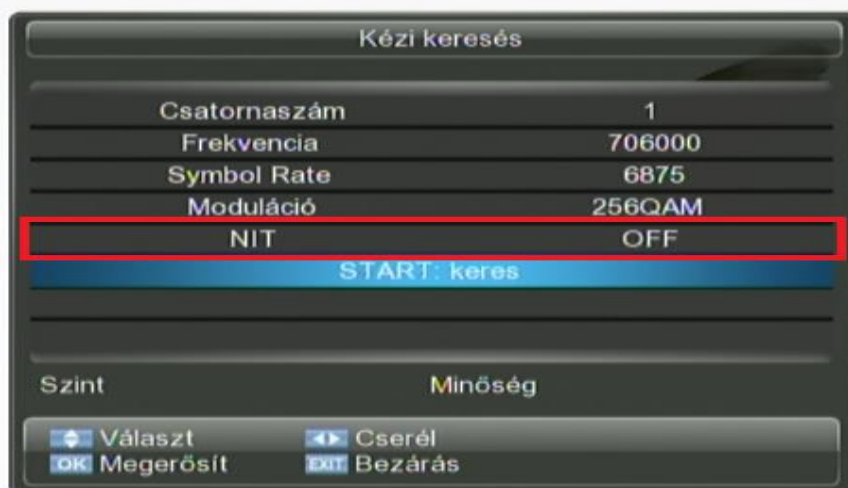 Kézi keresés
Csatornaszám 1
Frekvencia 706000
Symbol Rate 6875
Moduláció 256QAM
NIT OFF
START: keres
Szint Minöség
Választ Cserél
OK Megerősít EXIT Bezárás